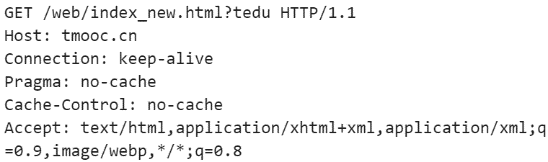 GET /web/index_new.html?tedu HTTP/1.1
Host: tmooc.cn
Connection: keep-alive
Pragma: no-cache
Cache-Control: no-cache
Accept: text/html,application/xhtml+xml,application/xml;q
=0.9,image/webp,*/*;q=0.8